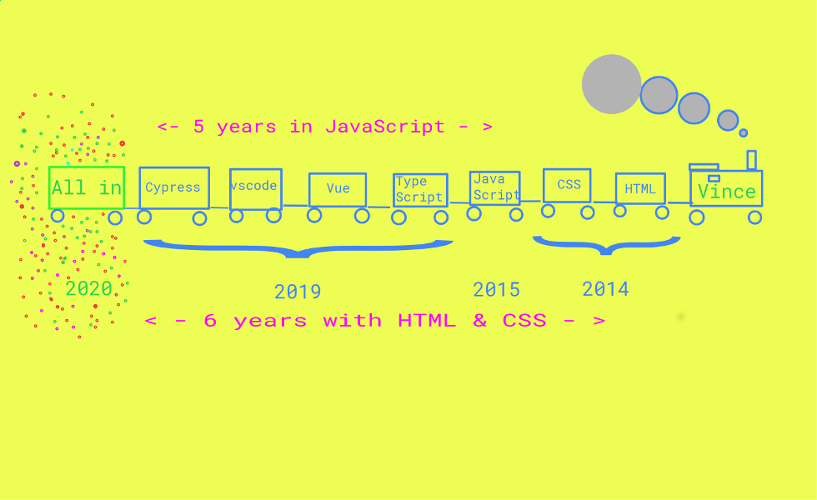 <- 5 years in JavaScript - >
All in
Cypress
vscode
Vue
Type
Script
Java
Script
CSS
HTML
Vince
2020
2019
2015
2014
< - 6 years with HTML & CSS - >